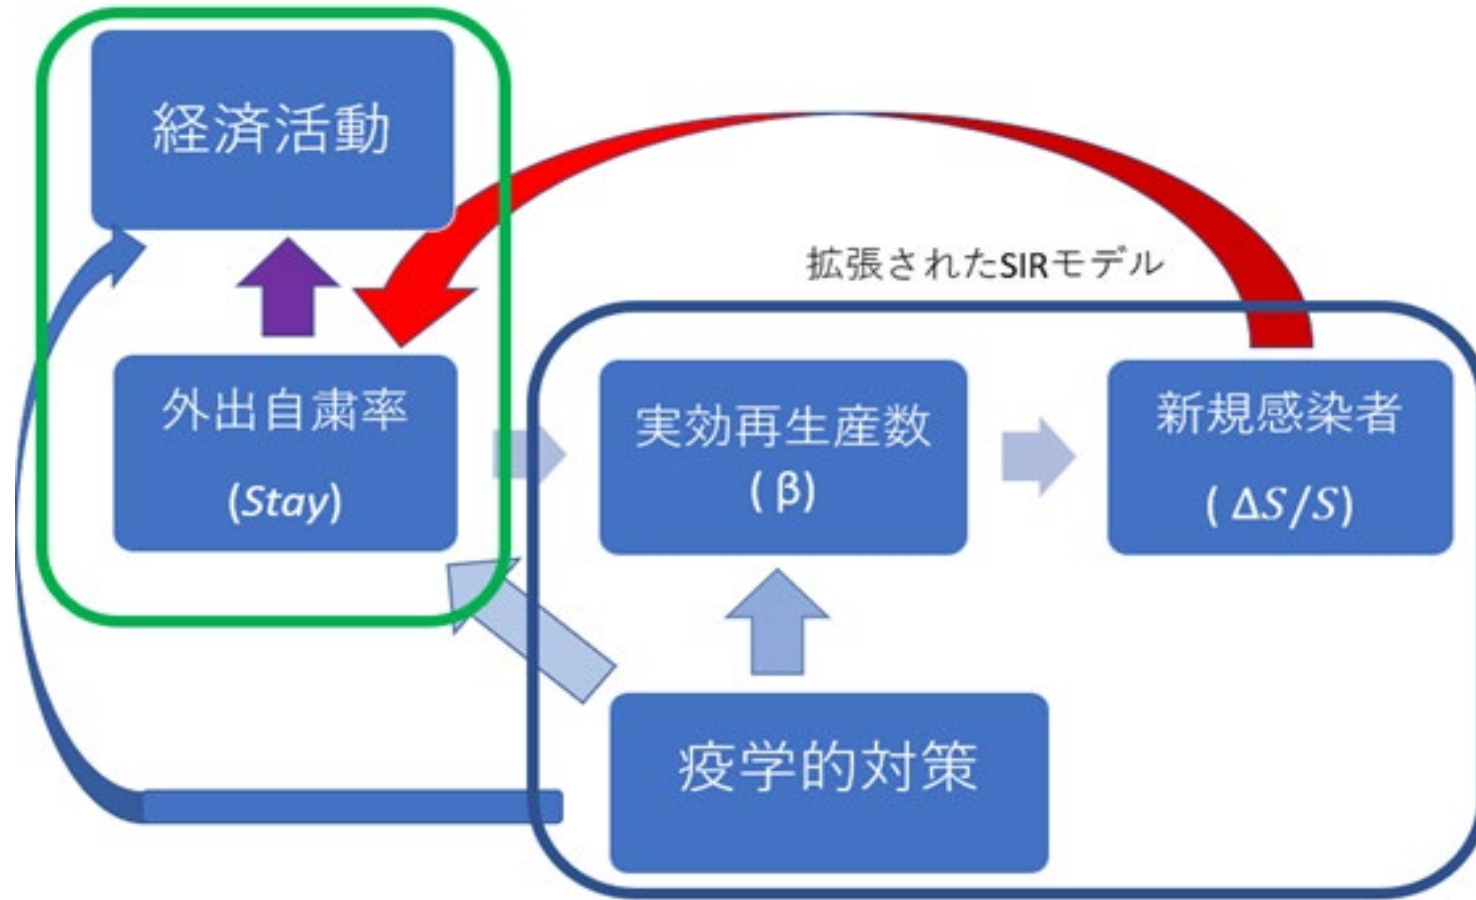 経済活動
拡張されたSIRモデル
外出自粛率
(Stay)
実効再生産数
( β)
新規感染者
( ΔS/S)
疫学的対策